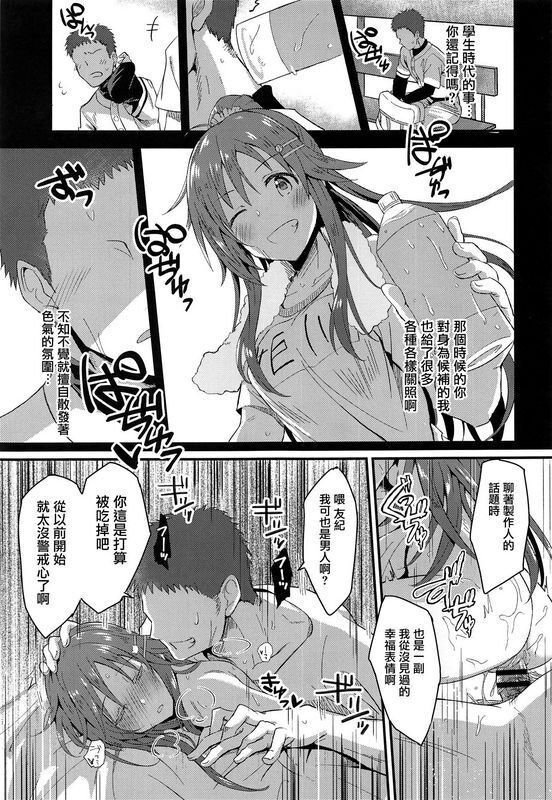 學生時代的事…
你還記得嗎?
那個時候的你
對身為候補的我
也給了很多
各種各樣關照啊
不知不覺就擅自散發著
色氣的氛圍…
聊著製作人的
話題時
也是一副
我從沒見過的
幸福表情啊
喂 友紀
我可也是男人啊?
你這是打算
被吃掉吧
從以前開始
就太沒警戒心了啊